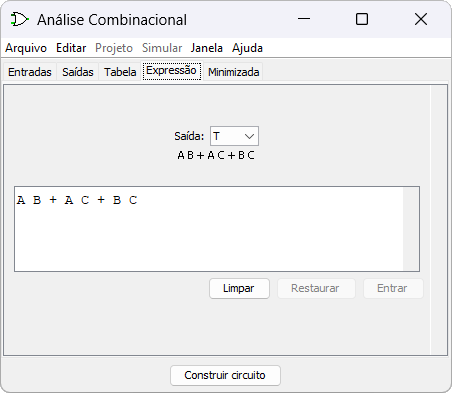 Análise Combinacional
Arquivo Editar Projeto Simular Janela Ajuda
Entradas Saídas Tabela Expressão Minimizada
Saída: T
A B + A C + B C
A B + A C + B C
Limpar Restaurar Entrar
Construir circuito